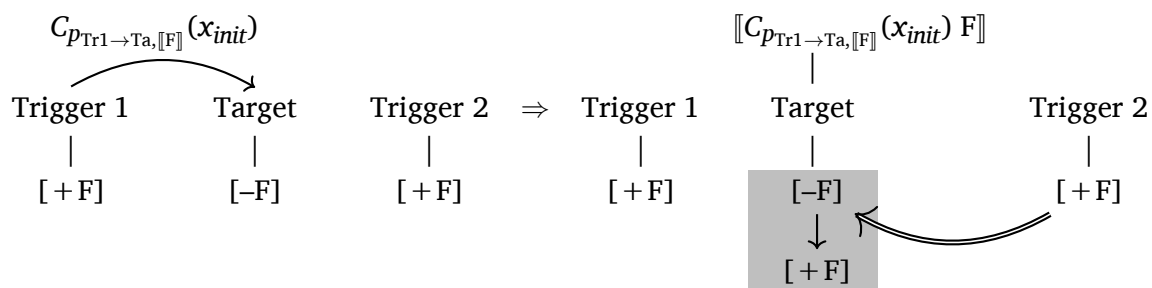 C_{p_{Tr1→Ta,⟦F⟧}}(x_{init}) ⟦C_{p_{Tr1→Ta,⟦F⟧}}(x_{init}) F⟧
Trigger 1 Target Trigger 2 ⇒ Trigger 1 Target Trigger 2
[+F] [–F] [+F] [+F] [–F] [+F]
[+F]